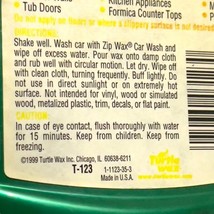 Tub Doors
Kitchen Appliances
Formica Counter Tops
DIRECTIONS:
Shake well. Wash car with Zip Wax® Car Wash and
wipe off excess water. Pour wax onto damp cloth
and rub well with circular motion. Let dry. Wipe off
with clean cloth, turning frequently. Buff lightly. Do
not use in direct sunlight or on extremely hot
surface. Not intended for vinyl, wood or simulated
wood, metalized plastic, trim, decals, or flat paint.
CAUTION
In case of eye contact, flush thoroughly with water
for 15 minutes. Keep from children. Keep from
freezing.
©1999 Turtle Wax Inc, Chicago, IL 60638-6211
T-123
1-1123-35-3
Made in U.S.A.
Turtle
Wax